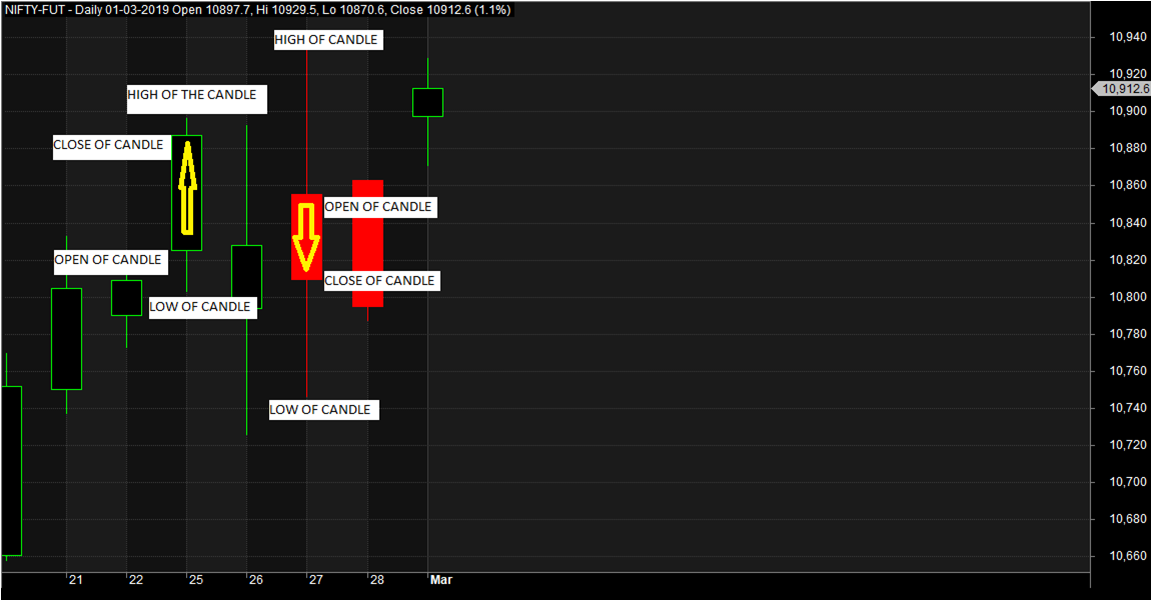 NIFTY-FUT - Daily 01-03-2019 Open 10897.7, Hi 10929.5, Lo 10870.6, Close 10912.6 (1.1%)
HIGH OF CANDLE
10,940
10,920
10,912.6
HIGH OF THE CANDLE
10,900
CLOSE OF CANDLE
10,880
10,860
OPEN OF CANDLE
10,840
OPEN OF CANDLE
10,820
CLOSE OF CANDLE
10,800
LOW OF CANDLE
10,780
10,760
10,740
LOW OF CANDLE
10,720
10,700
10,680
10,660
21 22 25 26 27 28 Mar